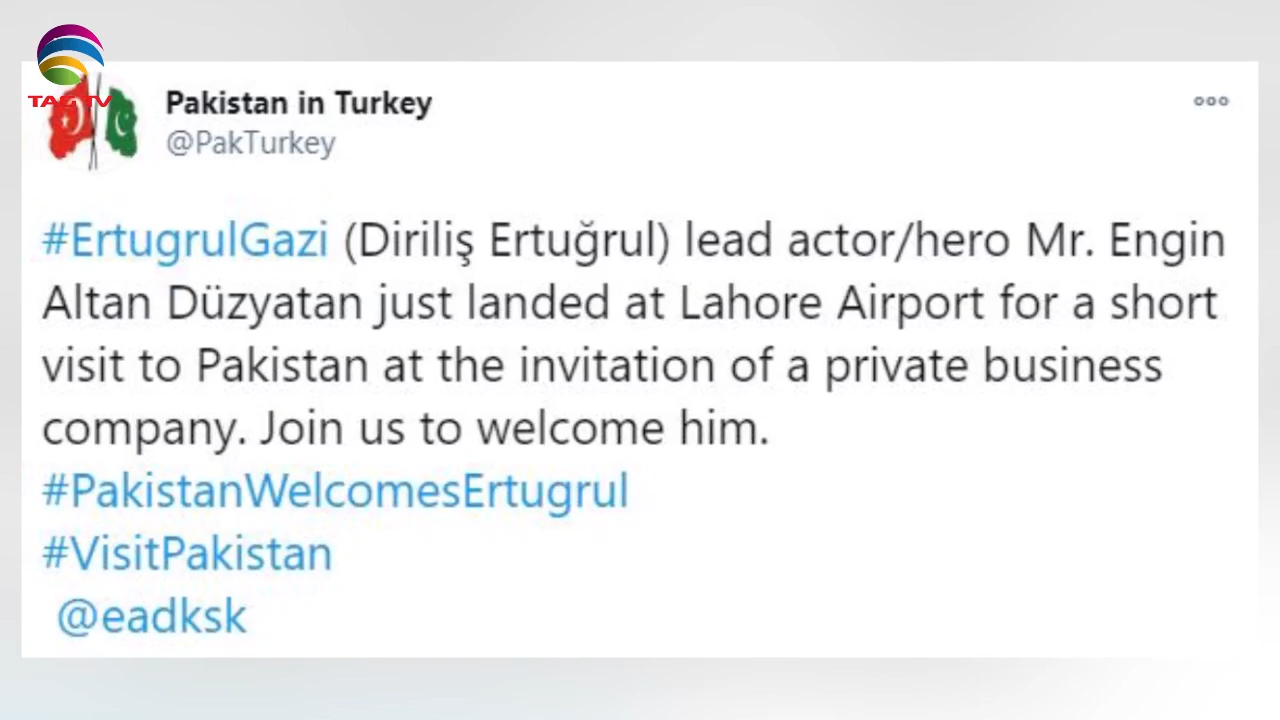 TAG TV
Pakistan in Turkey
@PakTurkey
#ErtugrulGazi (Diriliş Ertuğrul) lead actor/hero Mr. Engin
Altan Düzyatan just landed at Lahore Airport for a short
visit to Pakistan at the invitation of a private business
company. Join us to welcome him.
#PakistanWelcomesErtugrul
#VisitPakistan
@eadksk